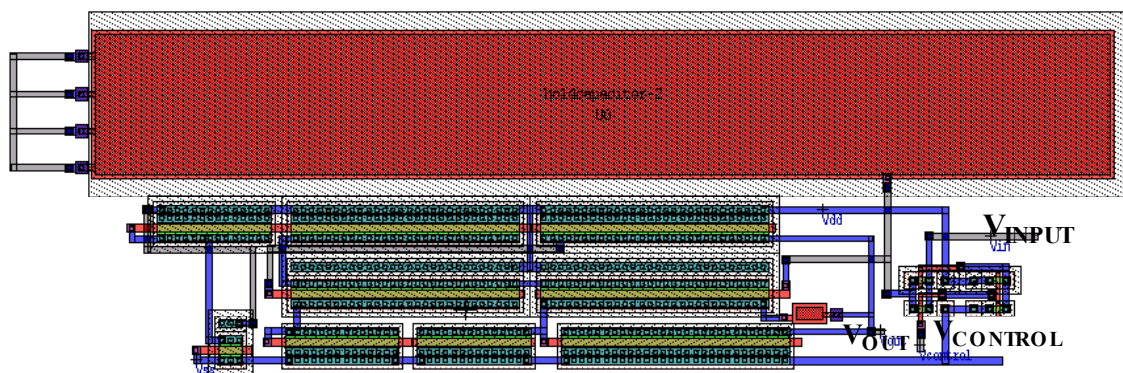 holdcapacitor-2
U0
Vdd
VINPUT
Vin
VOUT
Vout
VCONTROL
Vcontrol
Vss